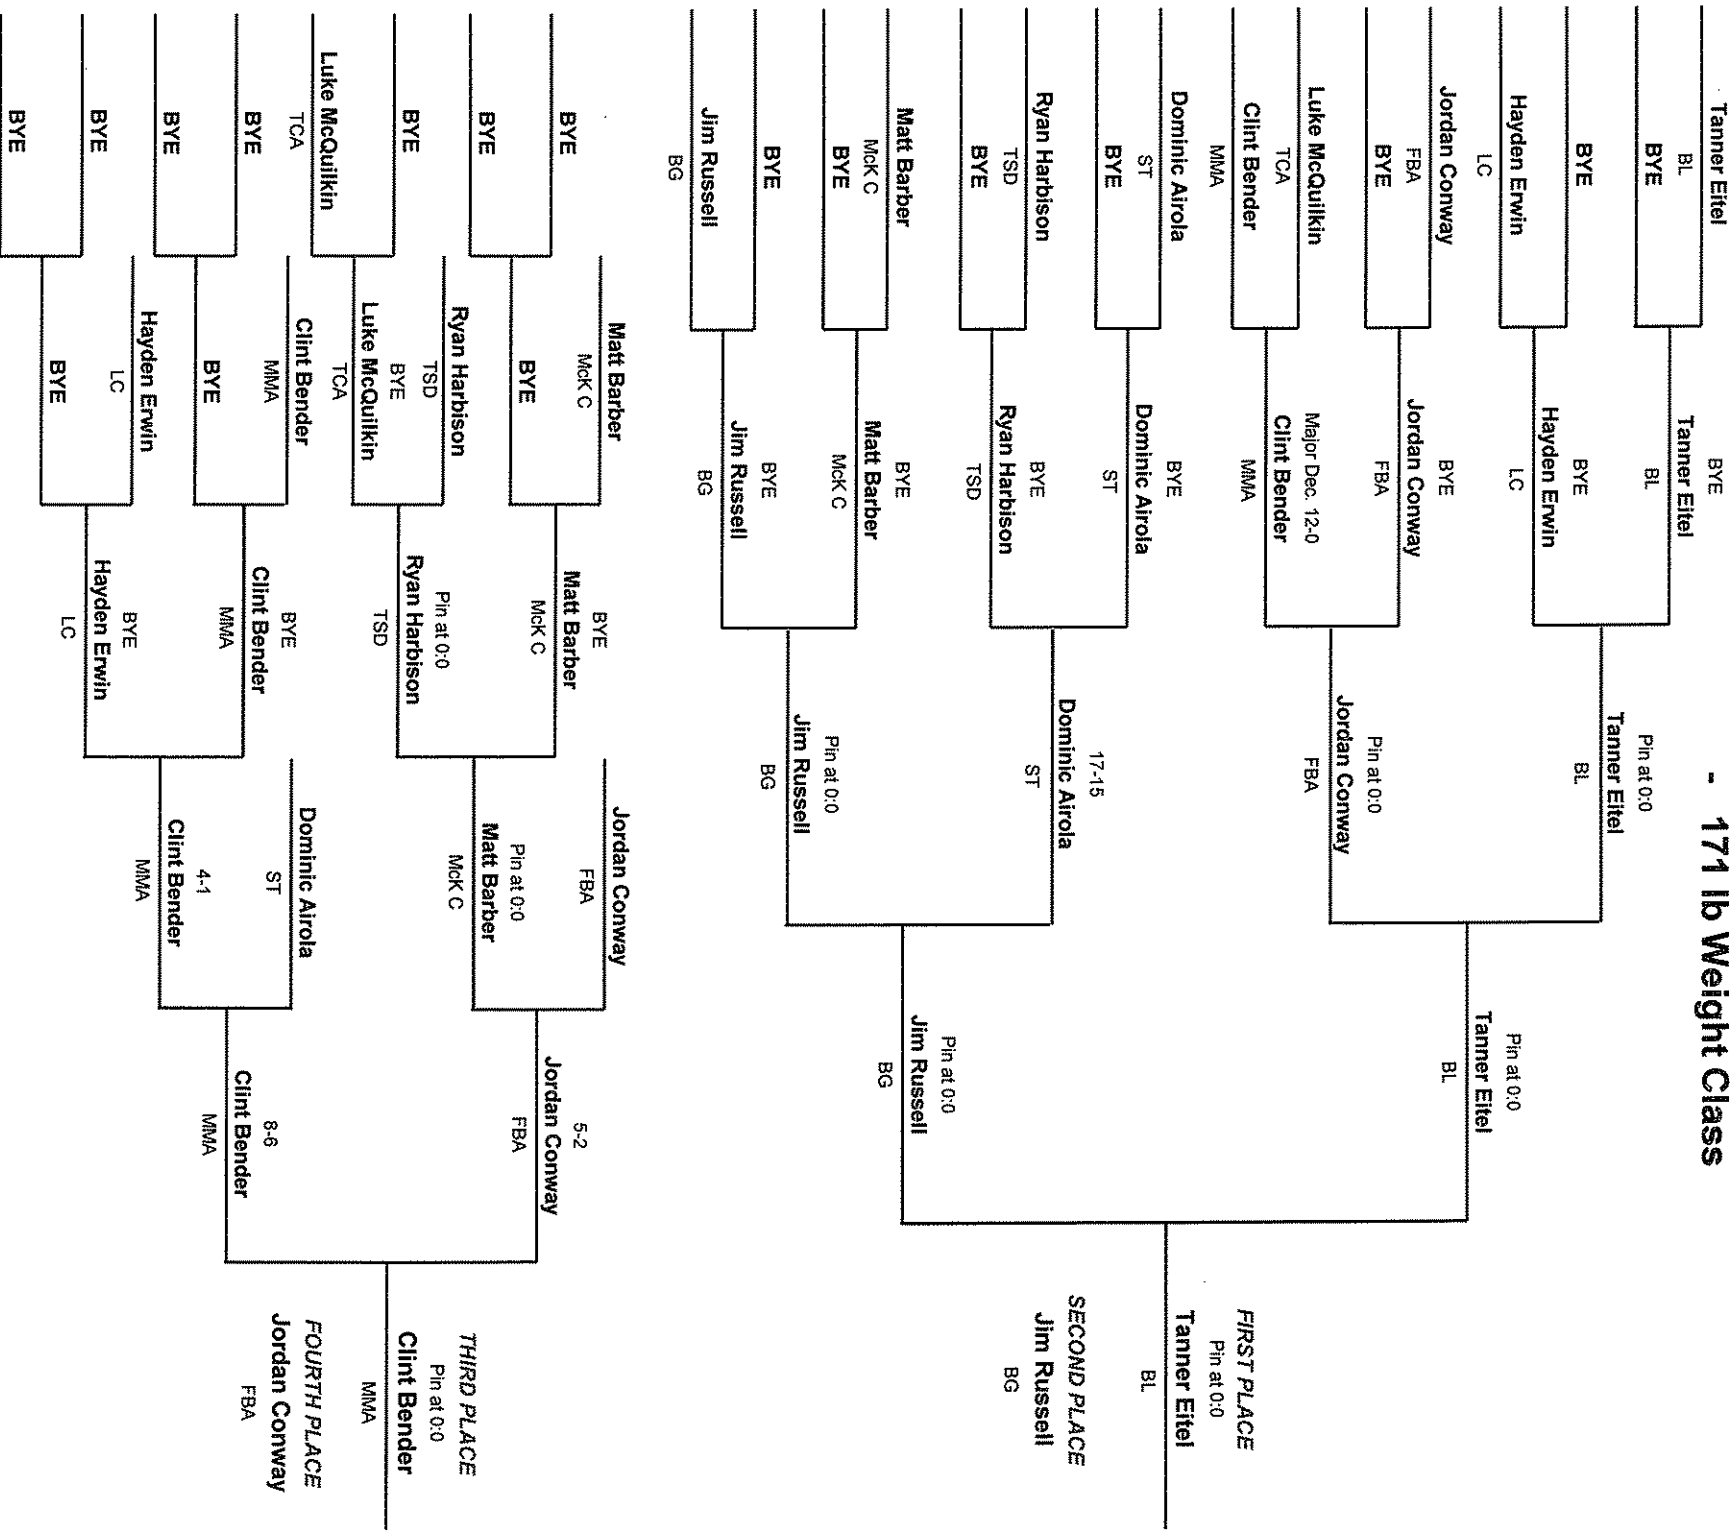 - 171 lb Weight Class
Tanner Eitel
BL
BYE
BYE
Hayden Erwin
LC
Jordan Conway
FBA
BYE
Luke McQuilkin
TCA
Clint Bender
MMA
Dominic Airola
ST
BYE
Ryan Harbison
TSD
BYE
Matt Barber
McK C
BYE
BYE
Jim Russell
BG
BYE
Tanner Eitel
BL
BYE
Hayden Erwin
LC
BYE
Jordan Conway
FBA
Major Dec. 12-0
Clint Bender
MMA
BYE
Dominic Airola
ST
BYE
Ryan Harbison
TSD
BYE
Matt Barber
McK C
BYE
Jim Russell
BG
Pin at 0:0
Tanner Eitel
BL
Pin at 0:0
Jordan Conway
FBA
17-15
Dominic Airola
ST
Pin at 0:0
Jim Russell
BG
Pin at 0:0
Tanner Eitel
BL
Pin at 0:0
Jim Russell
BG
FIRST PLACE
Pin at 0:0
Tanner Eitel
BL
SECOND PLACE
Jim Russell
BG
BYE
BYE
BYE
Luke McQuilkin
TCA
BYE
BYE
BYE
BYE
Matt Barber
McK C
BYE
Ryan Harbison
TSD
BYE
Luke McQuilkin
TCA
Clint Bender
MMA
BYE
Hayden Erwin
LC
BYE
BYE
Matt Barber
McK C
Pin at 0:0
Ryan Harbison
TSD
BYE
Clint Bender
MMA
BYE
Hayden Erwin
LC
Jordan Conway
FBA
Pin at 0:0
Matt Barber
McK C
Dominic Airola
ST
4-1
Clint Bender
MMA
5-2
Jordan Conway
FBA
8-6
Clint Bender
MMA
THIRD PLACE
Pin at 0:0
Clint Bender
MMA
FOURTH PLACE
Jordan Conway
FBA